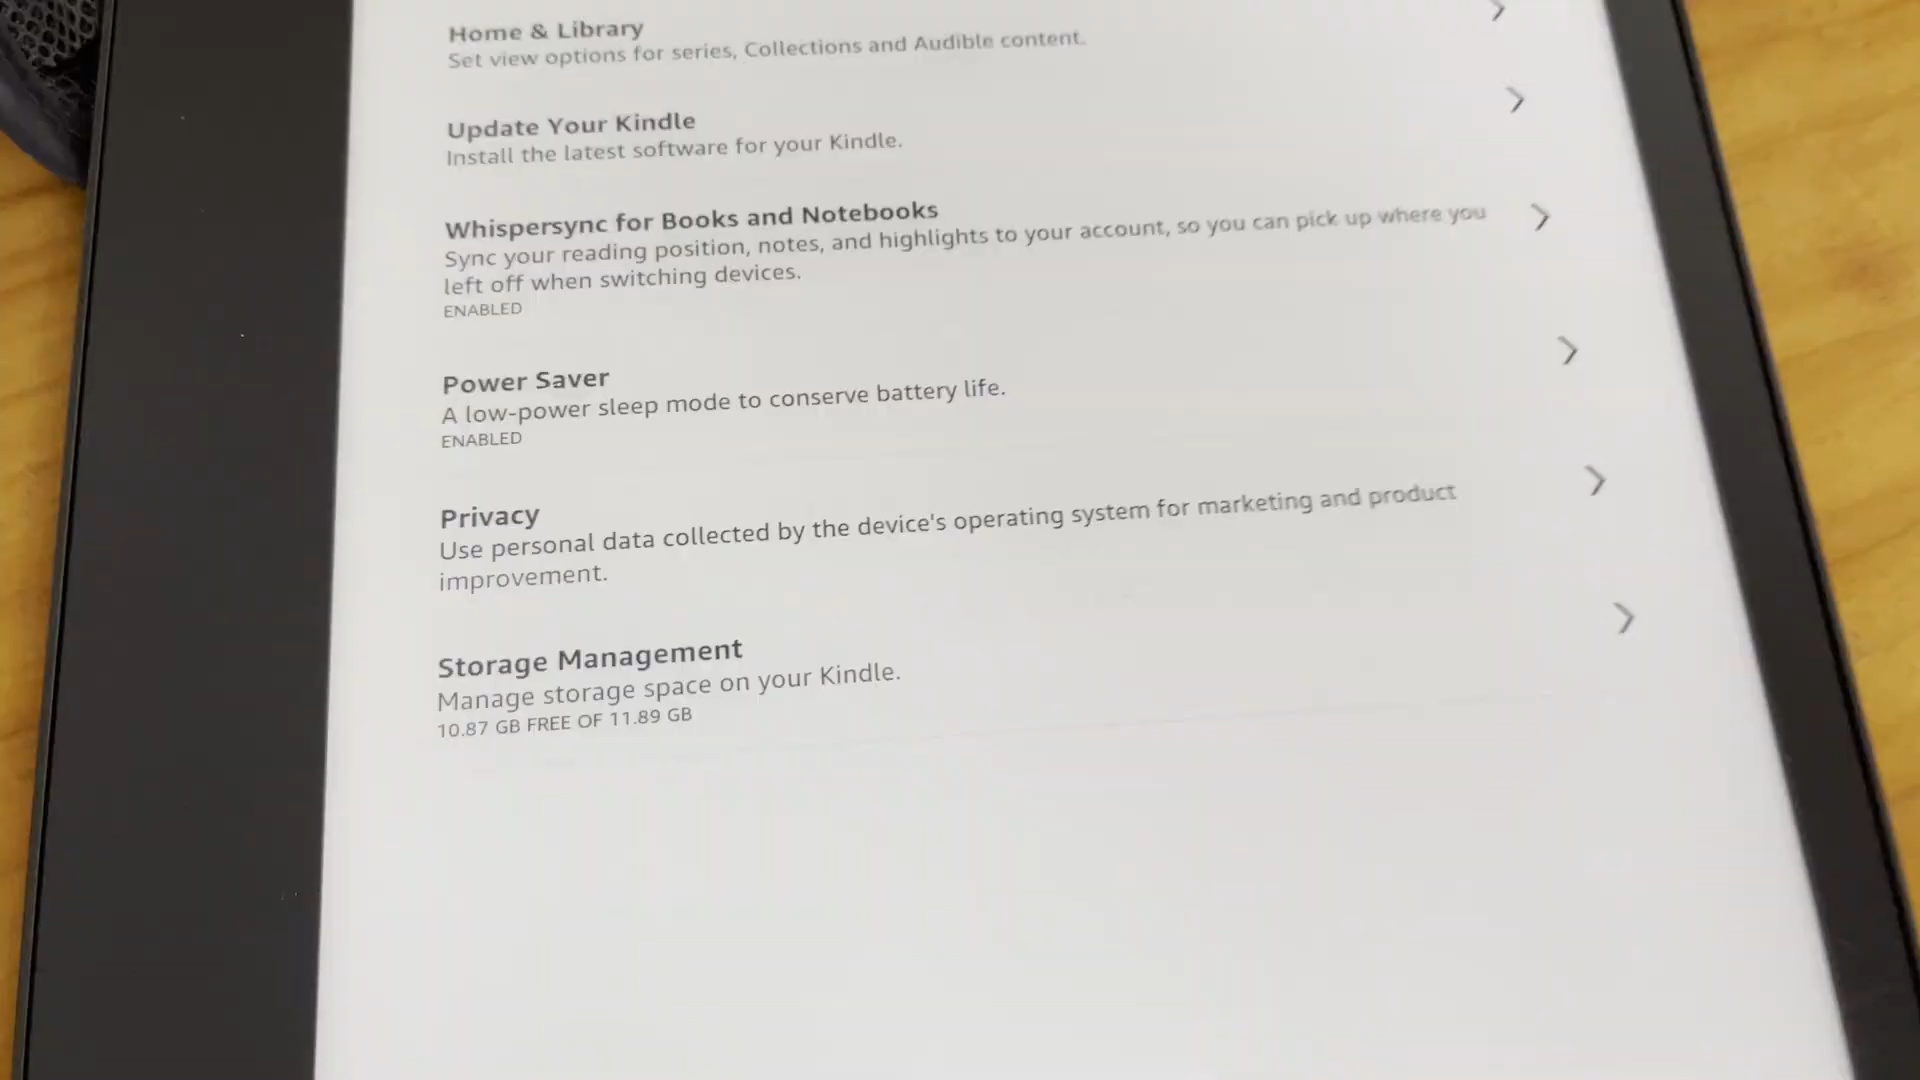 Home & Library
Set view options for series, Collections and Audible content.
Update Your Kindle
Install the latest software for your Kindle.
Whispersync for Books and Notebooks
Sync your reading position, notes, and highlights to your account, so you can pick up where you
left off when switching devices.
ENABLED
Power Saver
A low-power sleep mode to conserve battery life.
ENABLED
Privacy
Use personal data collected by the device's operating system for marketing and product
improvement.
Storage Management
Manage storage space on your Kindle.
10.87 GB FREE OF 11.89 GB